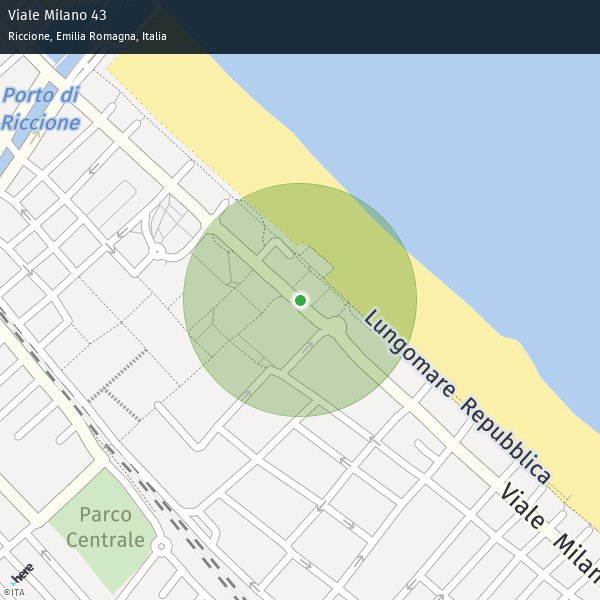 Viale Milano 43
Riccione, Emilia Romagna, Italia
Porto di
Riccione
Lungomare Repubblica
Viale Milan
Parco
Centrale
here
©ITA